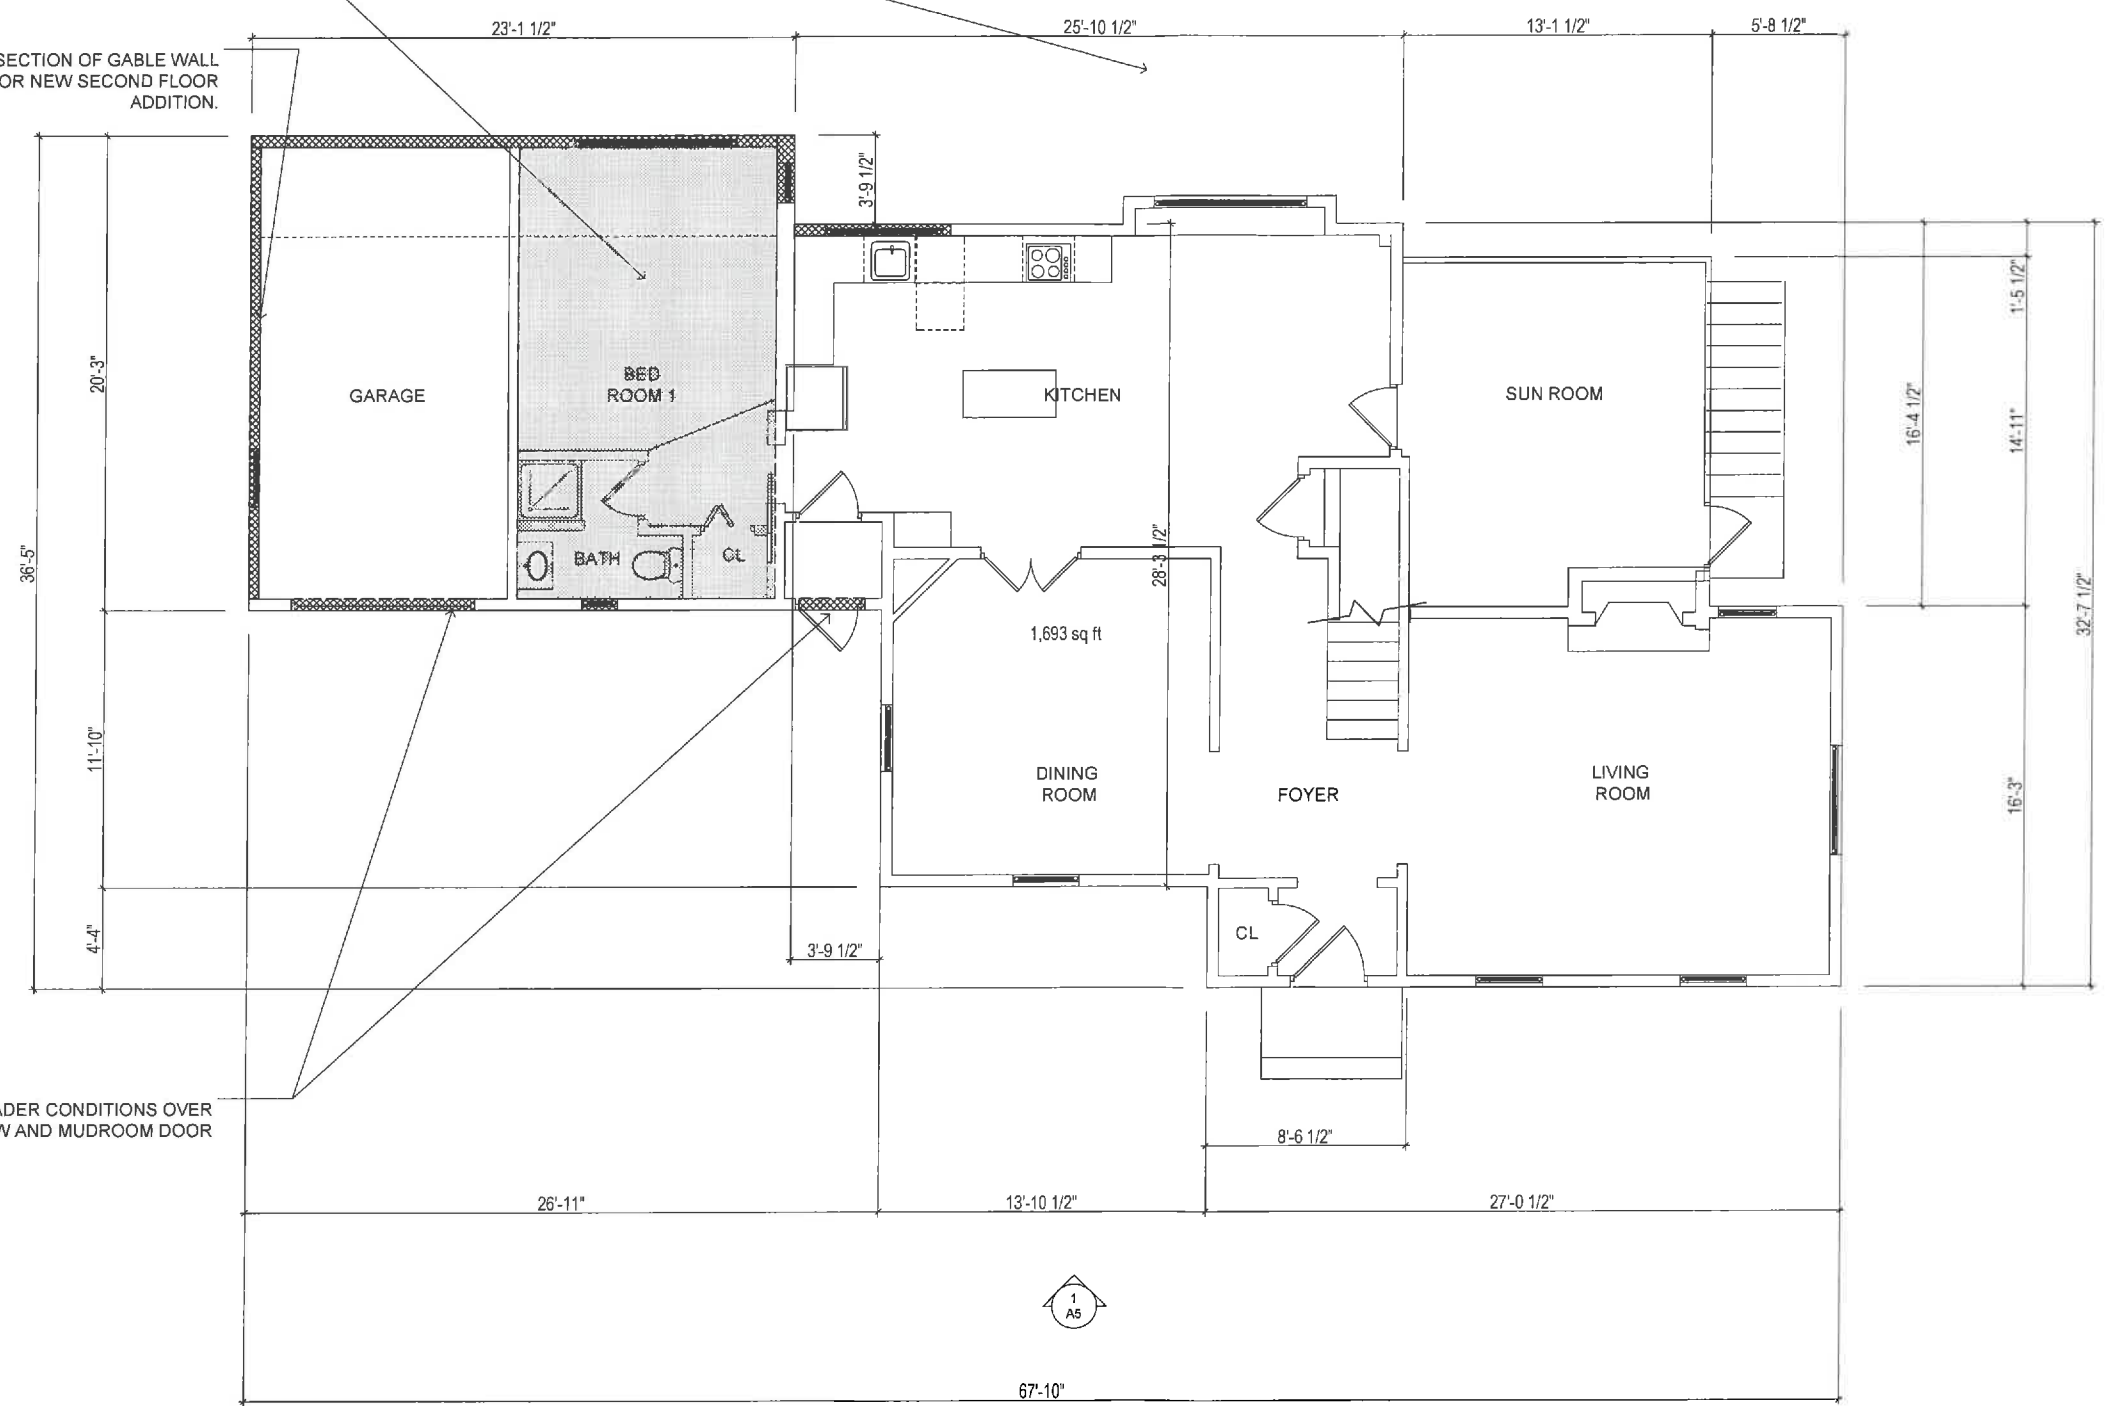 23'-1 1/2"
25'-10 1/2"
13'-1 1/2"
5'-8 1/2"
SECTION OF GABLE WALL
OR NEW SECOND FLOOR
ADDITION.
3'-9 1/2"
1'-5 1/2"
20'-3"
36'-5"
GARAGE
BED
ROOM 1
KITCHEN
SUN ROOM
16'-4 1/2"
14'-11"
BATH
CL
28'-3 1/2"
32'-7 1/2"
1,693 sq ft
11'-10"
DINING
ROOM
FOYER
LIVING
ROOM
16'-3"
4'-4"
3'-9 1/2"
CL
ADER CONDITIONS OVER
W AND MUDROOM DOOR
8'-6 1/2"
26'-11"
13'-10 1/2"
27'-0 1/2"
1
A5
67'-10"